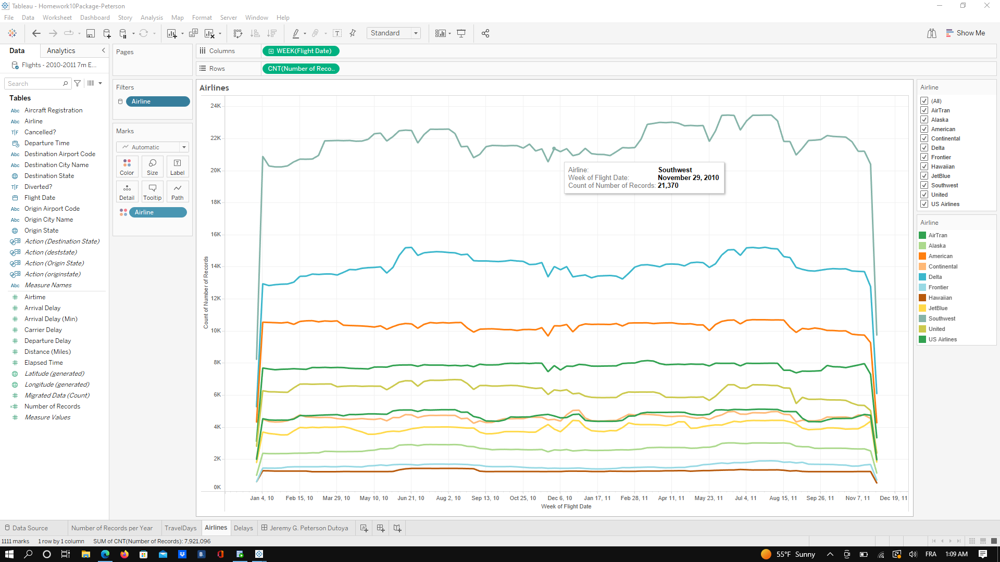 Tableau - Homework10Package-Peterson
File Data Worksheet Dashboard Story Analysis Map Format Server Window Help
Standard
Show Me
Data Analytics
Flights - 2010-2011 7m E...
Search
Tables
Abc Aircraft Registration
Abc Airline
T|F Cancelled?
Departure Time
Abc Destination Airport Code
Abc Destination City Name
Destination State
T|F Diverted?
Flight Date
Abc Origin Airport Code
Abc Origin City Name
Origin State
Action (Destination State)
Action (deststate)
Action (Origin State)
Action (originstate)
Abc Measure Names
# Airtime
# Arrival Delay
# Arrival Delay (Min)
# Carrier Delay
# Departure Delay
# Distance (Miles)
# Elapsed Time
Latitude (generated)
Longitude (generated)
# Migrated Data (Count)
=# Number of Records
# Measure Values
Pages
Filters
Airline
Marks
Automatic
Color Size Label
Detail Tooltip Path
Airline
Columns WEEK(Flight Date)
Rows CNT(Number of Reco..
Airlines
24K
22K
20K
18K
16K
14K
12K
10K
8K
6K
4K
2K
0K
Count of Number of Records
Airline: Southwest
Week of Flight Date: November 29, 2010
Count of Number of Records: 21,370
Jan 4, 10 Feb 15, 10 Mar 29, 10 May 10, 10 Jun 21, 10 Aug 2, 10 Sep 13, 10 Oct 25, 10 Dec 6, 10 Jan 17, 11 Feb 28, 11 Apr 11, 11 May 23, 11 Jul 4, 11 Aug 15, 11 Sep 26, 11 Nov 7, 11 Dec 19, 11
Week of Flight Date
Airline
(All)
AirTran
Alaska
American
Continental
Delta
Frontier
Hawaiian
JetBlue
Southwest
United
US Airlines
Airline
AirTran
Alaska
American
Continental
Delta
Frontier
Hawaiian
JetBlue
Southwest
United
US Airlines
Data Source Number of Records per Year TravelDays Airlines Delays Jeremy G. Peterson Dutoya
1111 marks 1 row by 1 column SUM of CNT(Number of Records): 7,921,096
55°F Sunny FRA 1:09 AM